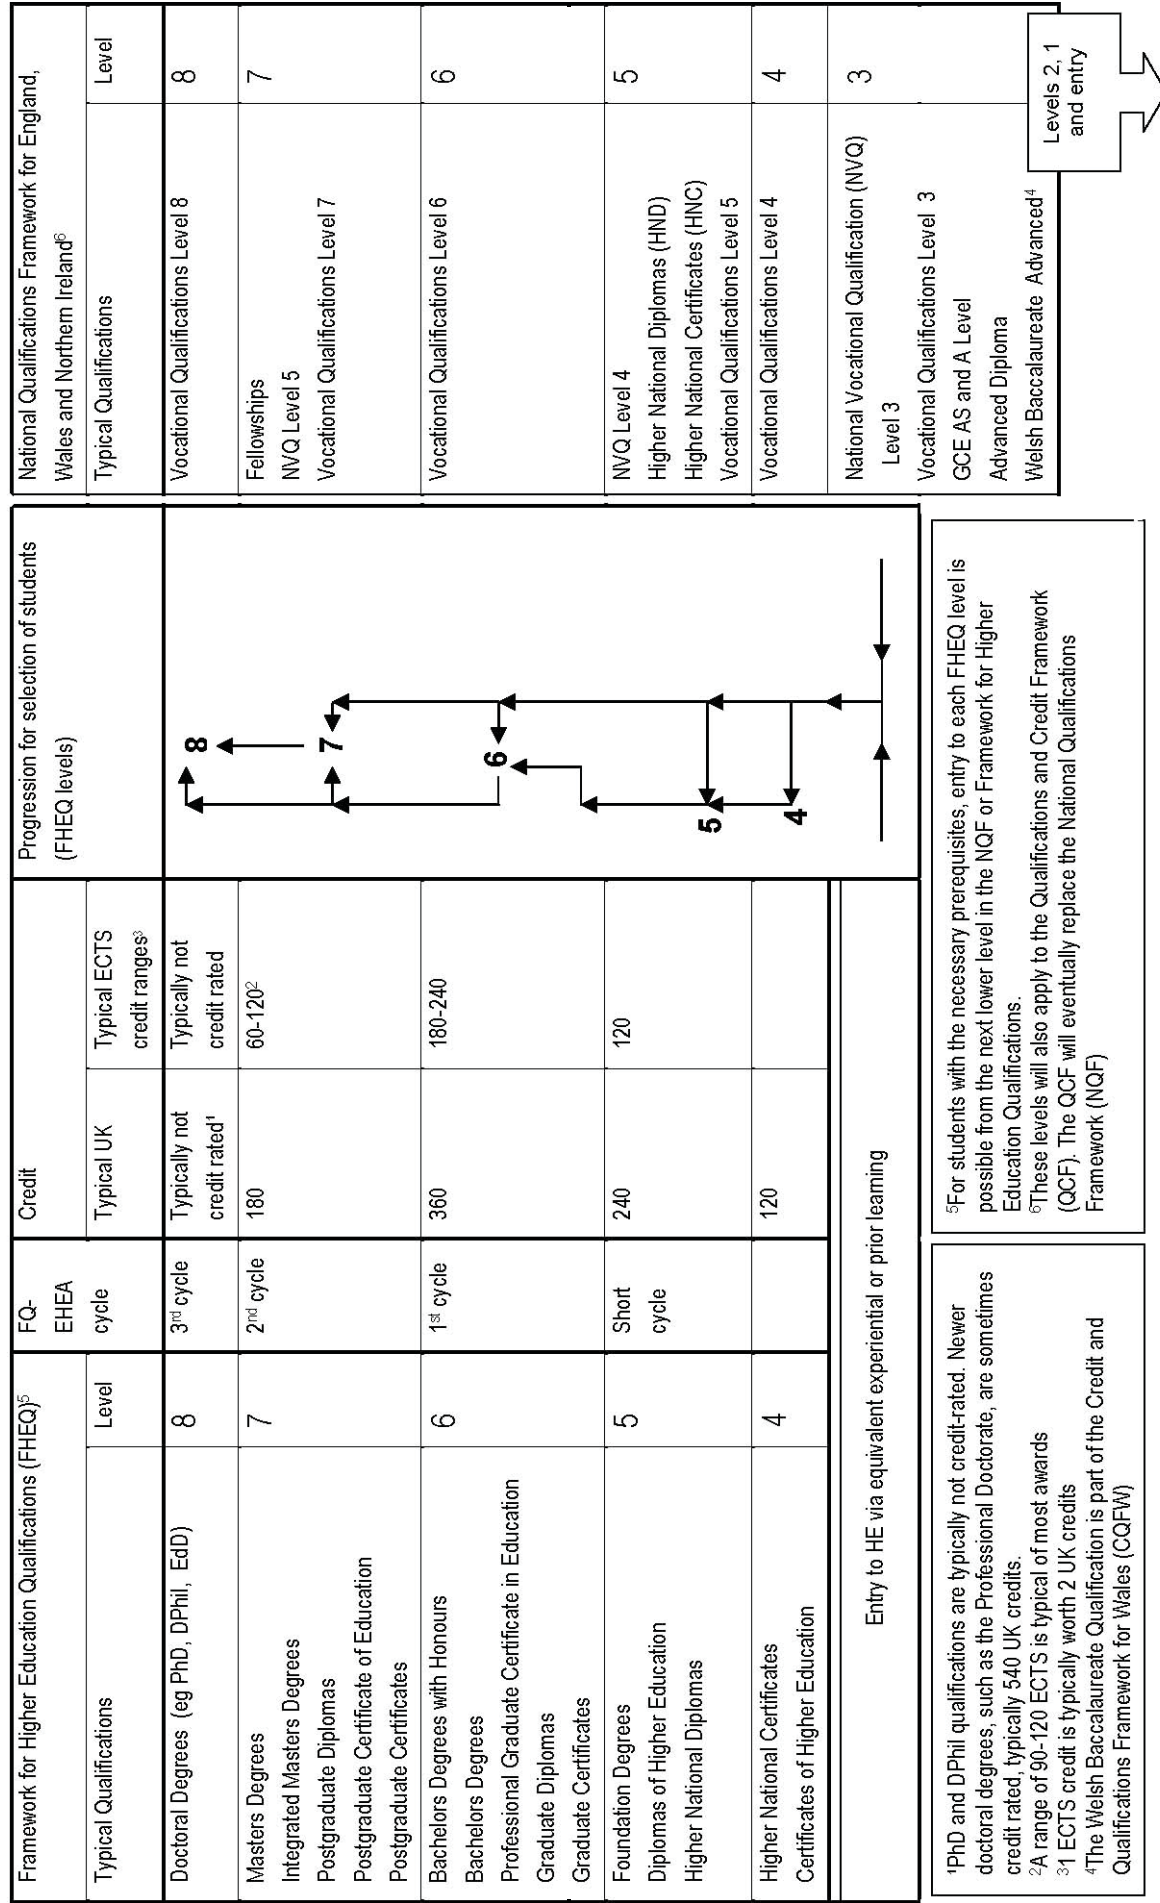 Framework for Higher Education Qualifications (FHEQ)⁵
Typical Qualifications
Level
FQ-
EHEA
cycle
Credit
Typical UK
Typical ECTS
credit ranges³
Progression for selection of students
(FHEQ levels)
National Qualifications Framework for England,
Wales and Northern Ireland⁶
Typical Qualifications
Level
Doctoral Degrees (eg PhD, DPhil, EdD)
8
3rd cycle
Typically not
credit rated¹
Typically not
credit rated
8
Vocational Qualifications Level 8
8
Masters Degrees
Integrated Masters Degrees
Postgraduate Diplomas
Postgraduate Certificate of Education
Postgraduate Certificates
7
2nd cycle
180
60-120²
7
Fellowships
NVQ Level 5
Vocational Qualifications Level 7
7
Bachelors Degrees with Honours
Bachelors Degrees
Professional Graduate Certificate in Education
Graduate Diplomas
Graduate Certificates
6
1st cycle
360
180-240
6
Vocational Qualifications Level 6
6
Foundation Degrees
Diplomas of Higher Education
Higher National Diplomas
5
Short
cycle
240
120
5
NVQ Level 4
Higher National Diplomas (HND)
Higher National Certificates (HNC)
Vocational Qualifications Level 5
5
Higher National Certificates
Certificates of Higher Education
4
120
4
Vocational Qualifications Level 4
4
Entry to HE via equivalent experiential or prior learning
National Vocational Qualification (NVQ)
Level 3
Vocational Qualifications Level 3
GCE AS and A Level
Advanced Diploma
Welsh Baccalaureate Advanced⁴
3
Levels 2, 1
and entry
¹PhD and DPhil qualifications are typically not credit-rated. Newer
doctoral degrees, such as the Professional Doctorate, are sometimes
credit rated, typically 540 UK credits.
²A range of 90-120 ECTS is typical of most awards
³1 ECTS credit is typically worth 2 UK credits
⁴The Welsh Baccalaureate Qualification is part of the Credit and
Qualifications Framework for Wales (CQFW)
⁵For students with the necessary prerequisites, entry to each FHEQ level is
possible from the next lower level in the NQF or Framework for Higher
Education Qualifications.
⁶These levels will also apply to the Qualifications and Credit Framework
(QCF). The QCF will eventually replace the National Qualifications
Framework (NQF)